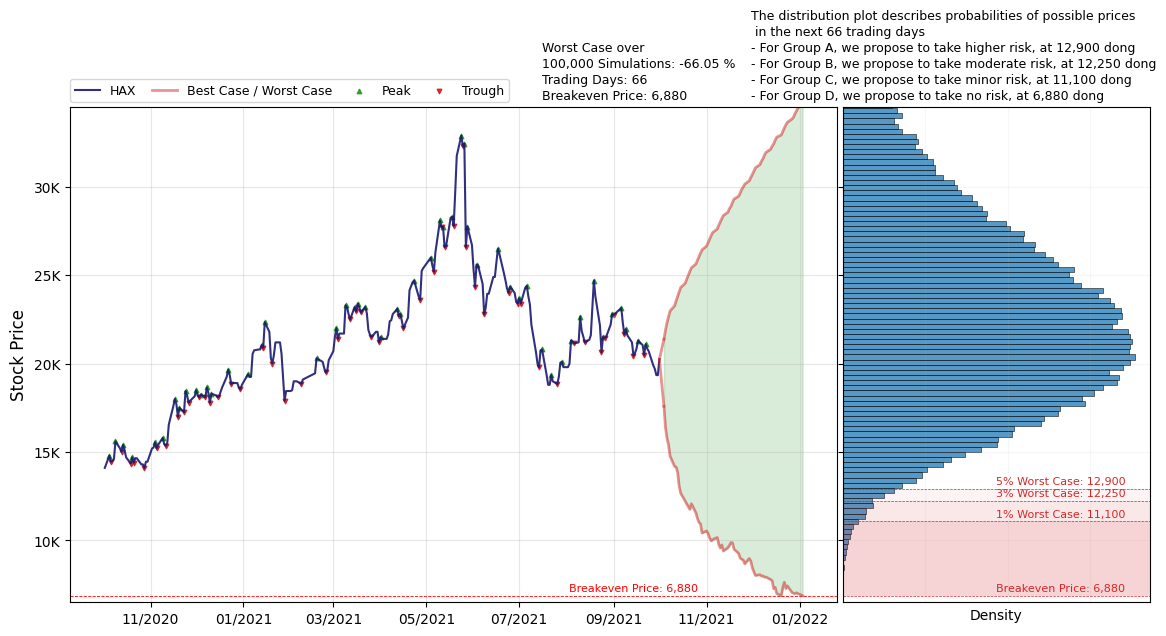 The distribution plot describes probabilities of possible prices
in the next 66 trading days
- For Group A, we propose to take higher risk, at 12,900 dong
- For Group B, we propose to take moderate risk, at 12,250 dong
- For Group C, we propose to take minor risk, at 11,100 dong
- For Group D, we propose to take no risk, at 6,880 dong
Worst Case over
100,000 Simulations: -66.05 %
Trading Days: 66
Breakeven Price: 6,880
HAX
Best Case / Worst Case
Peak
Trough
Stock Price
30K
25K
20K
15K
10K
Breakeven Price: 6,880
11/2020
01/2021
03/2021
05/2021
07/2021
09/2021
11/2021
01/2022
5% Worst Case: 12,900
3% Worst Case: 12,250
1% Worst Case: 11,100
Breakeven Price: 6,880
Density